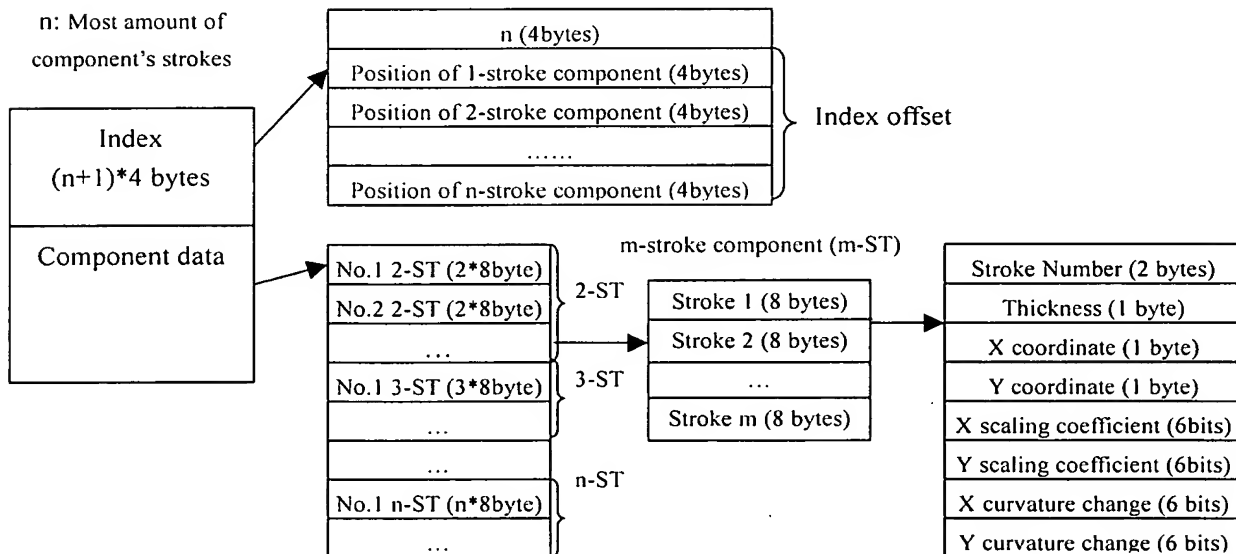 n: Most amount of
component's strokes
Index
(n+1)*4 bytes
Component data
n (4bytes)
Position of 1-stroke component (4bytes)
Position of 2-stroke component (4bytes)
......
Position of n-stroke component (4bytes)
Index offset
No.1 2-ST (2*8byte)
No.2 2-ST (2*8byte)
...
No.1 3-ST (3*8byte)
...
...
No.1 n-ST (n*8byte)
...
2-ST
3-ST
n-ST
m-stroke component (m-ST)
Stroke 1 (8 bytes)
Stroke 2 (8 bytes)
...
Stroke m (8 bytes)
Stroke Number (2 bytes)
Thickness (1 byte)
X coordinate (1 byte)
Y coordinate (1 byte)
X scaling coefficient (6bits)
Y scaling coefficient (6bits)
X curvature change (6 bits)
Y curvature change (6 bits)